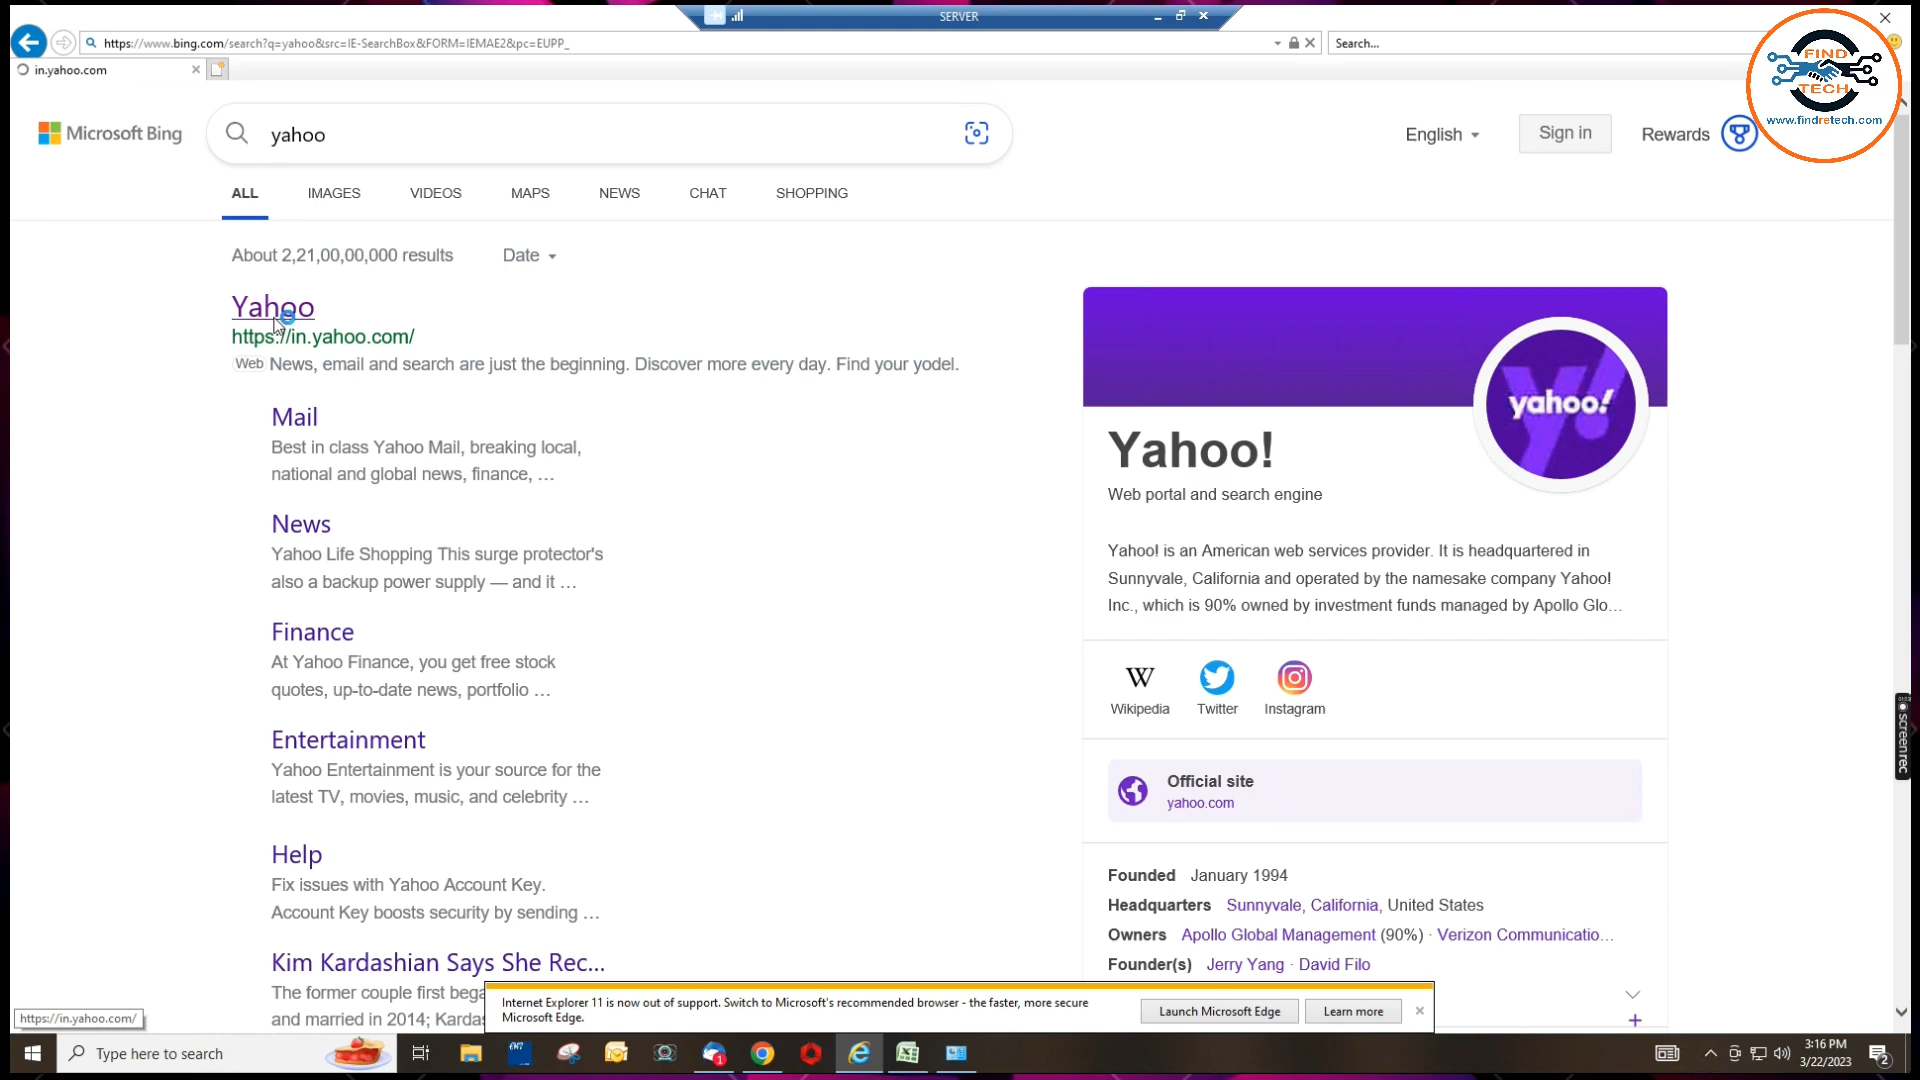 SERVER
https://www.bing.com/search?q=yahoo&src=IE-SearchBox&FORM=IEMAE2&pc=EUPP_
Search...
in.yahoo.com
FIND
TECH
www.findretech.com
Microsoft Bing
yahoo
English
Sign in
Rewards
ALL
IMAGES
VIDEOS
MAPS
NEWS
CHAT
SHOPPING
About 2,21,00,00,000 results
Date
Yahoo
https://in.yahoo.com/
Web News, email and search are just the beginning. Discover more every day. Find your yodel.
Mail
Best in class Yahoo Mail, breaking local,
national and global news, finance, …
News
Yahoo Life Shopping This surge protector's
also a backup power supply — and it …
Finance
At Yahoo Finance, you get free stock
quotes, up-to-date news, portfolio …
Entertainment
Yahoo Entertainment is your source for the
latest TV, movies, music, and celebrity …
Help
Fix issues with Yahoo Account Key.
Account Key boosts security by sending …
Kim Kardashian Says She Rec...
The former couple first bega
and married in 2014; Kardas
yahoo!
Yahoo!
Web portal and search engine
Yahoo! is an American web services provider. It is headquartered in
Sunnyvale, California and operated by the namesake company Yahoo!
Inc., which is 90% owned by investment funds managed by Apollo Glo…
W
Wikipedia
Twitter
Instagram
Official site
yahoo.com
Founded January 1994
Headquarters Sunnyvale, California, United States
Owners Apollo Global Management (90%) · Verizon Communicatio…
Founder(s) Jerry Yang · David Filo
screenrec
Internet Explorer 11 is now out of support. Switch to Microsoft's recommended browser - the faster, more secure
Microsoft Edge.
Launch Microsoft Edge
Learn more
https://in.yahoo.com/
Type here to search
1
3:16 PM
3/22/2023
2